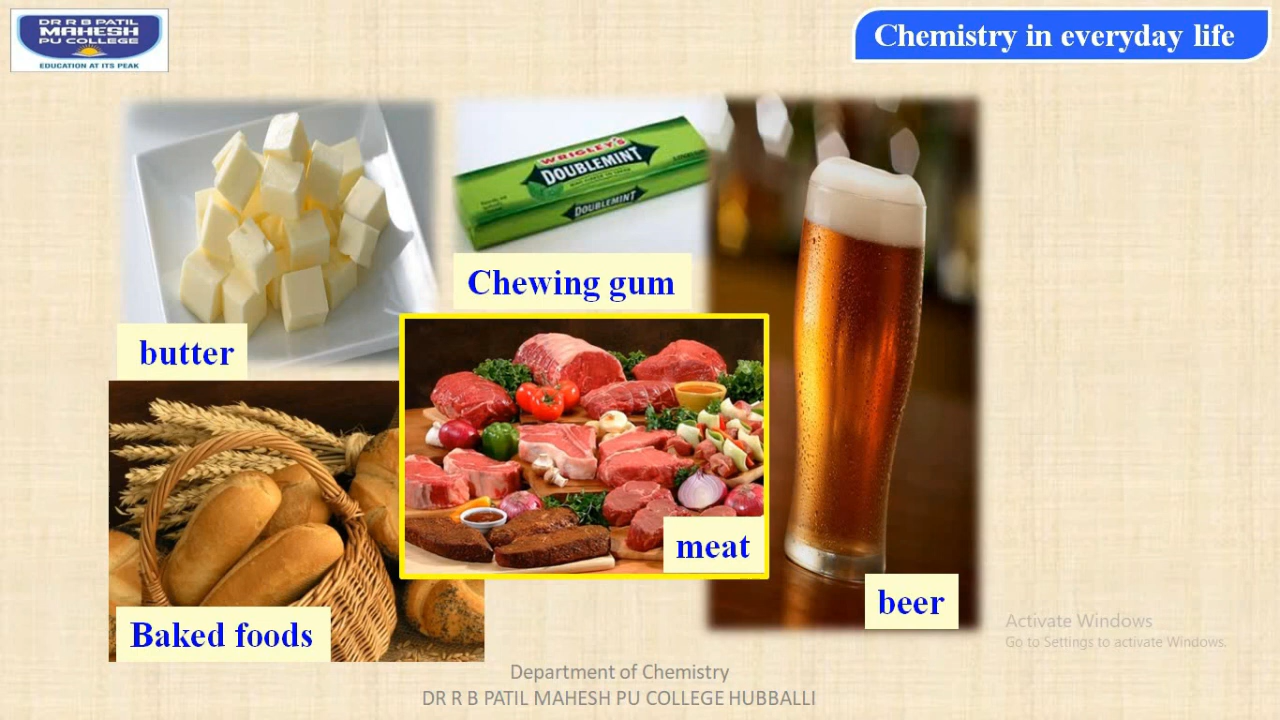 DR R B PATIL
MAHESH
PU COLLEGE
EDUCATION AT ITS PEAK
Chemistry in everyday life
WRIGLEY'S
DOUBLEMINT
DOUBLEMINT
Chewing gum
butter
meat
beer
Baked foods
Activate Windows
Go to Settings to activate Windows.
Department of Chemistry
DR R B PATIL MAHESH PU COLLEGE HUBBALLI